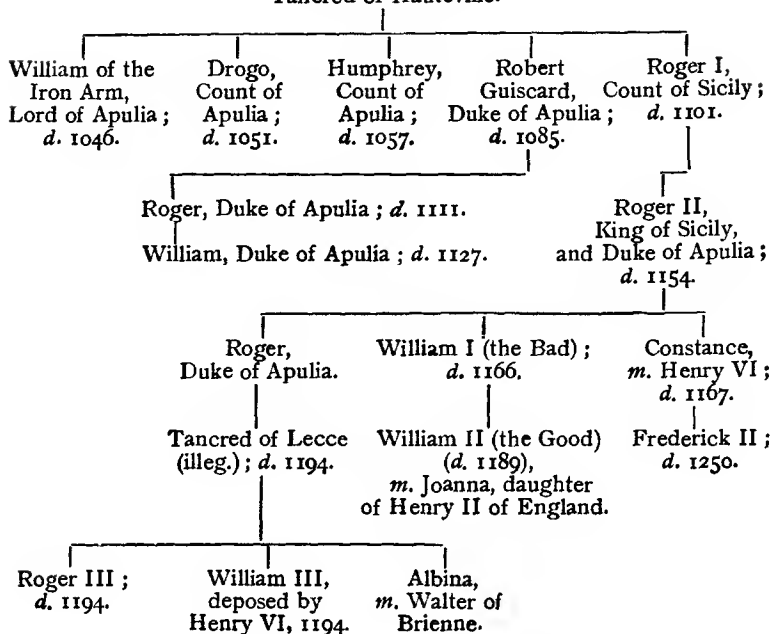 William of the
Iron Arm,
Lord of Apulia;
d. 1046.
Drogo,
Count of
Apulia;
d. 1051.
Humphrey,
Count of
Apulia;
d. 1057.
Robert
Guiscard,
Duke of Apulia;
d. 1085.
Roger I,
Count of Sicily;
d. 1101.
Roger, Duke of Apulia; d. 1111.
William, Duke of Apulia; d. 1127.
Roger II,
King of Sicily,
and Duke of Apulia;
d. 1154.
Roger,
Duke of Apulia.
William I (the Bad);
d. 1166.
Constance,
m. Henry VI;
d. 1167.
Tancred of Lecce
(illeg.); d. 1194.
William II (the Good)
(d. 1189),
m. Joanna, daughter
of Henry II of England.
Frederick II;
d. 1250.
Roger III;
d. 1194.
William III,
deposed by
Henry VI, 1194.
Albina,
m. Walter of
Brienne.